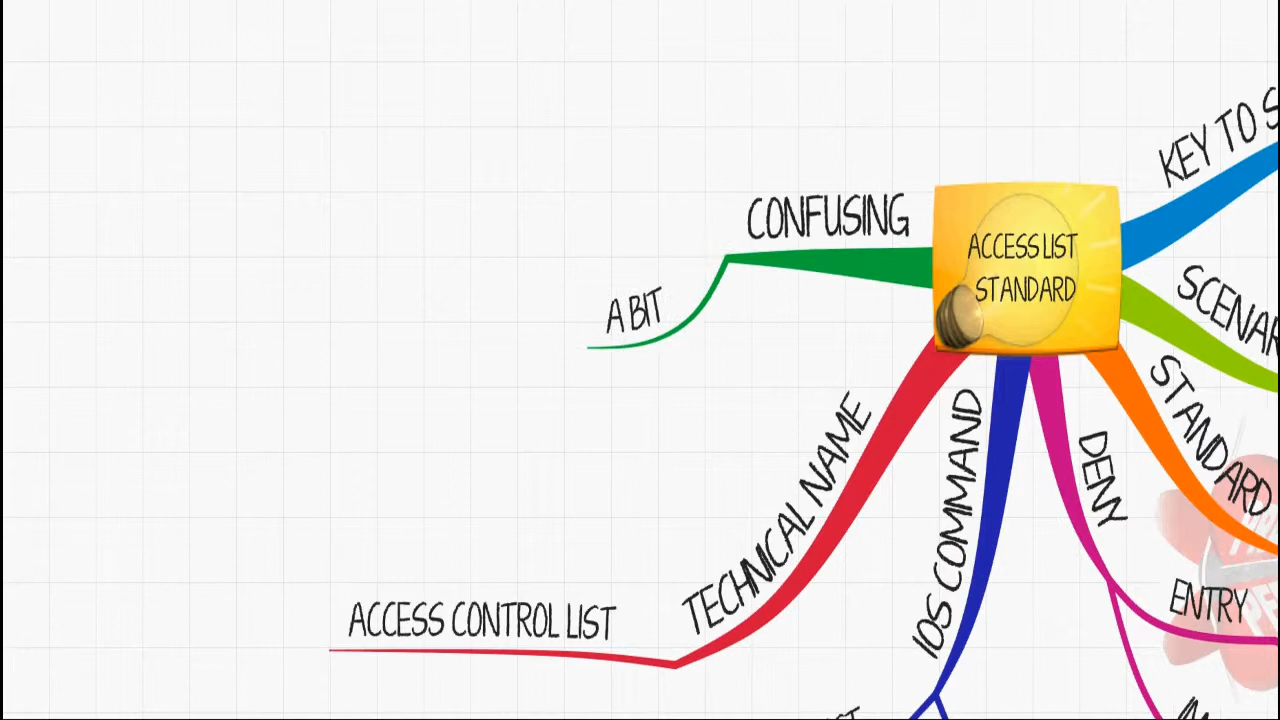 KEY TO
CONFUSING
ACCESS LIST
STANDARD
A BIT
TECHNICAL NAME
ACCESS CONTROL LIST
IOS COMMAND
DENY
ENTRY
STANDARD